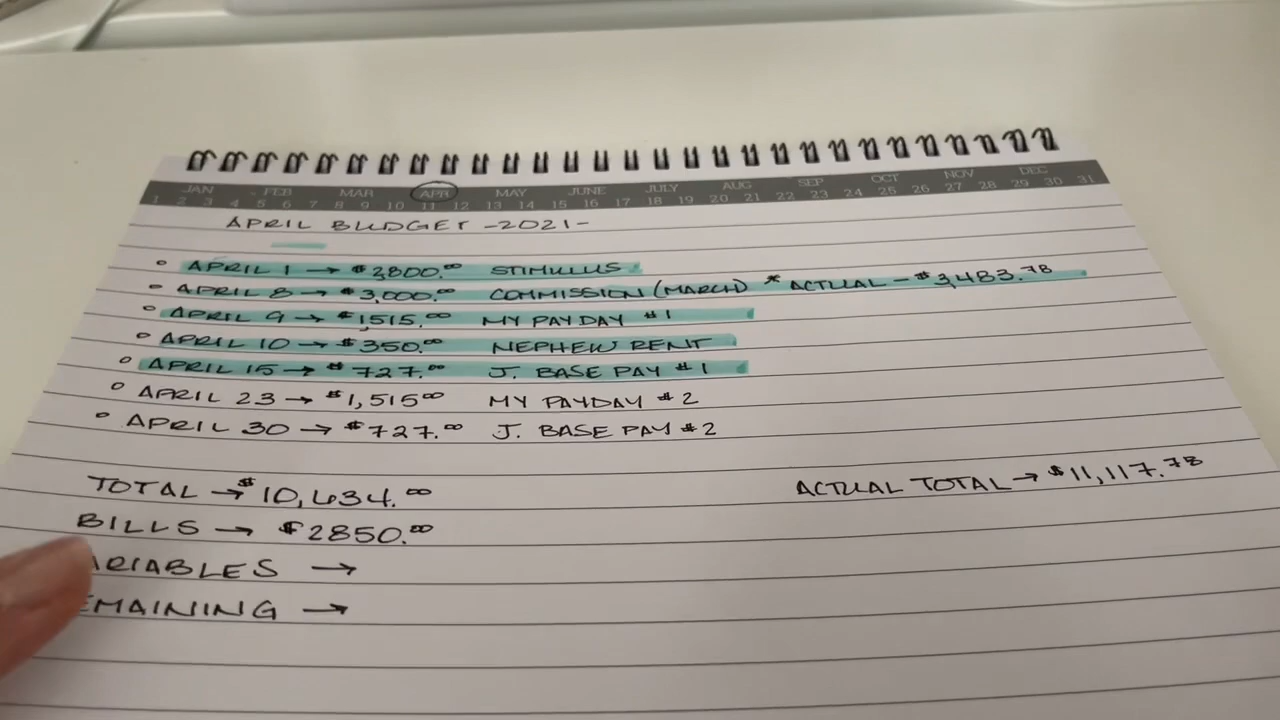 JAN FEB MAR APR MAY JUNE JULY AUG SEP OCT NOV DEC
1 2 3 4 5 6 7 8 9 10 11 12 13 14 15 16 17 18 19 20 21 22 23 24 25 26 27 28 29 30 31
APRIL BUDGET -2021-
APRIL 1 → $2,800.00 STIMULUS
APRIL 8 → $3,000.00 COMMISSION (MARCH) * ACTUAL - $3,483.78
APRIL 9 → $1515.00 MY PAYDAY #1
APRIL 10 → $350.00 NEPHEW RENT
APRIL 15 → $727.00 J. BASE PAY #1
APRIL 23 → $1,515.00 MY PAYDAY #2
APRIL 30 → $727.00 J. BASE PAY #2
TOTAL → $10,634.00 ACTUAL TOTAL → $11,117.78
BILLS → $2850.00
ARIABLES →
EMAINING →